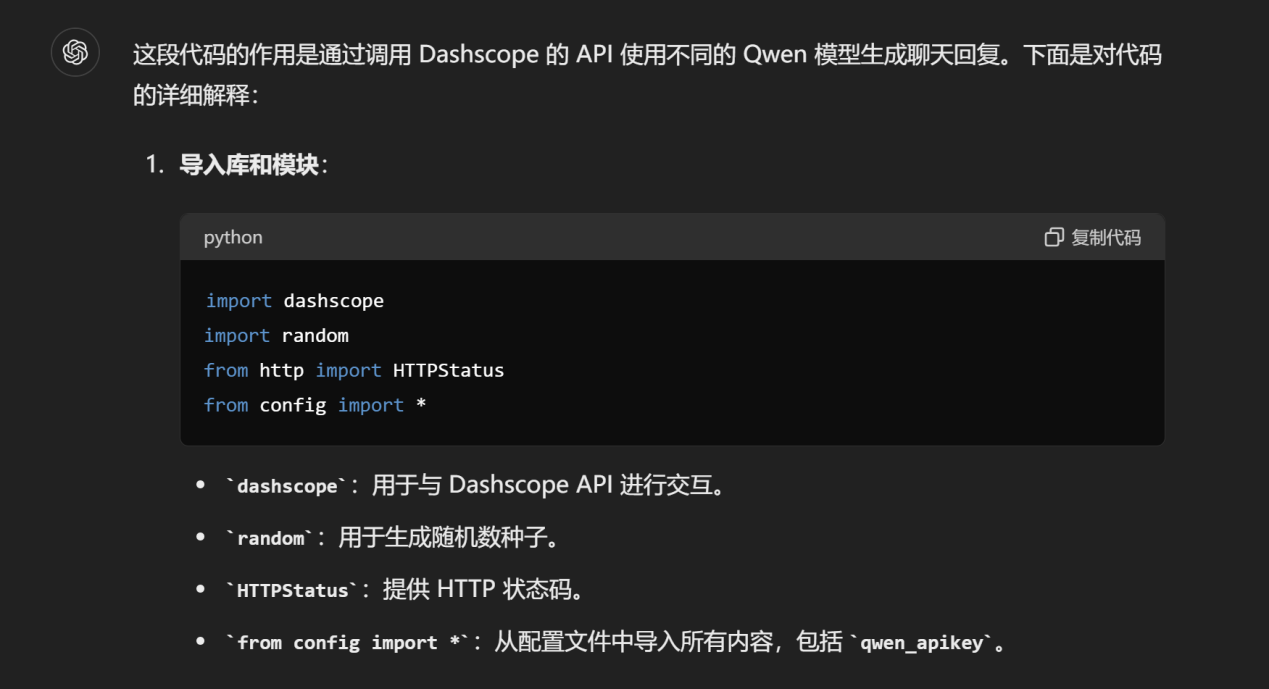 这段代码的作用是通过调用 Dashscope 的 API 使用不同的 Qwen 模型生成聊天回复。下面是对代码
的详细解释：
1. 导入库和模块：
python 复制代码
import dashscope
import random
from http import HTTPStatus
from config import *
• `dashscope`：用于与 Dashscope API 进行交互。
• `random`：用于生成随机数种子。
• `HTTPStatus`：提供 HTTP 状态码。
• `from config import *`：从配置文件中导入所有内容，包括 `qwen_apikey`。